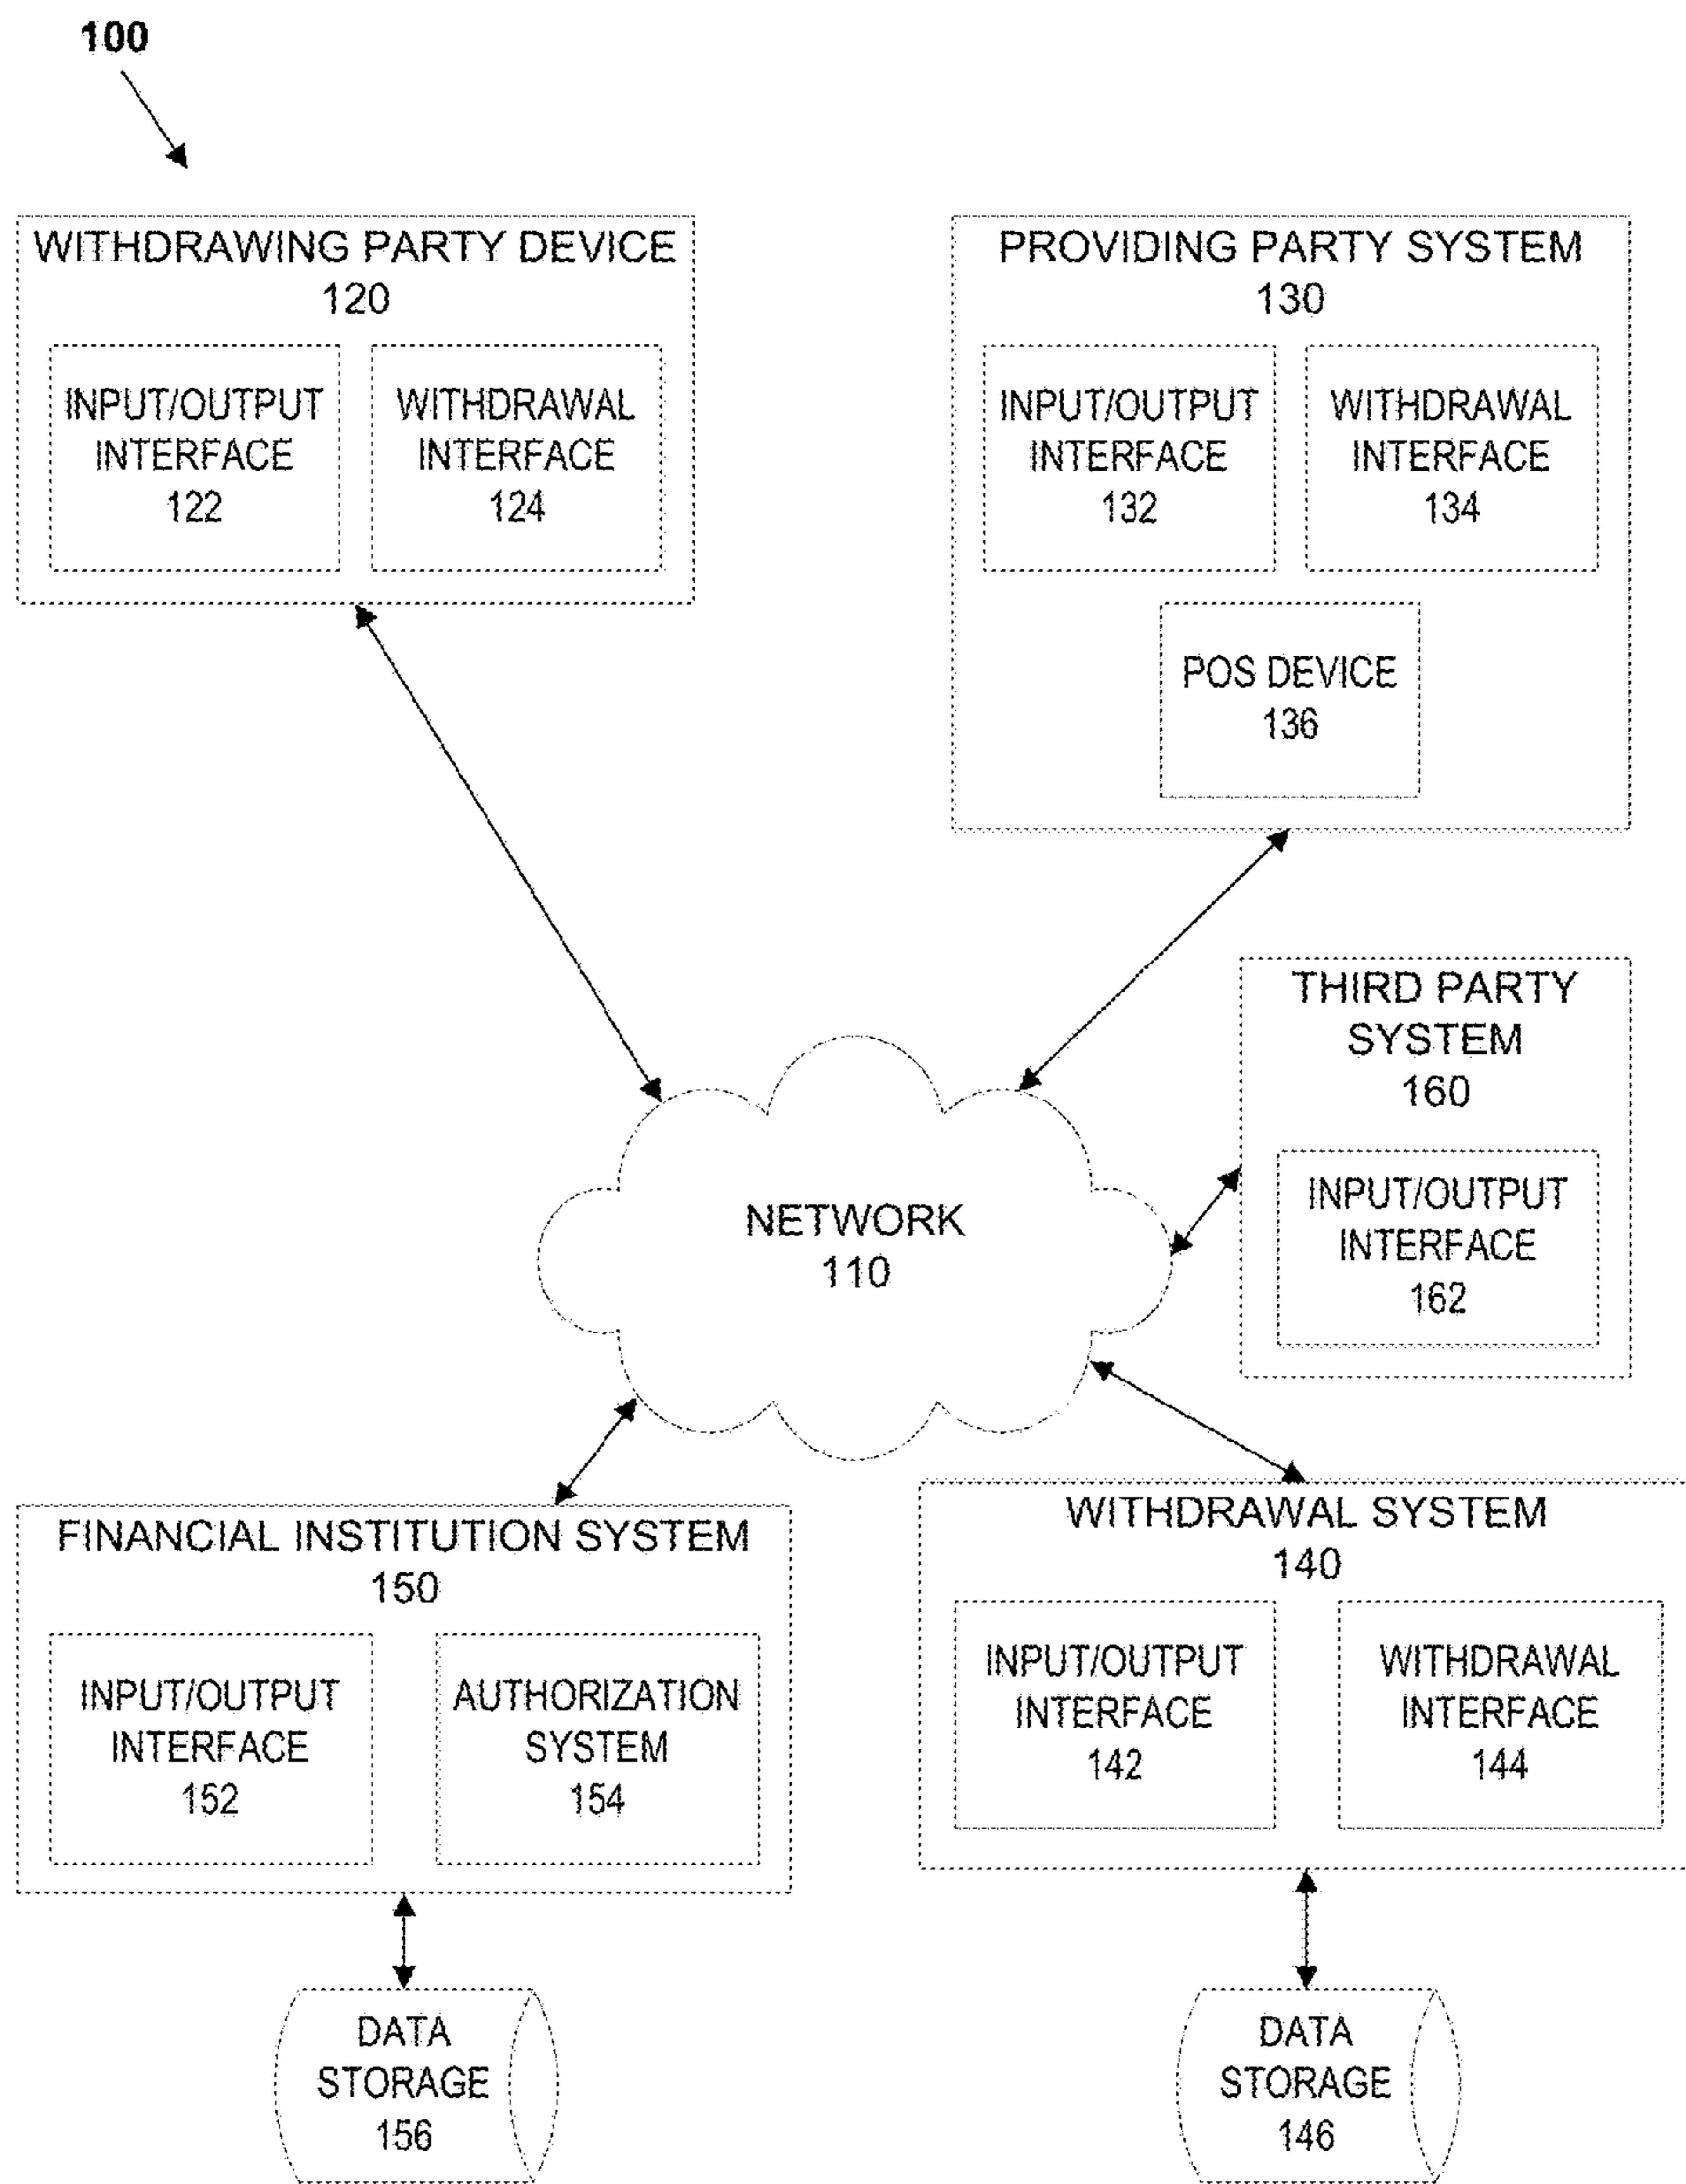 100
WITHDRAWING PARTY DEVICE
120
INPUT/OUTPUT
INTERFACE
122
WITHDRAWAL
INTERFACE
124
PROVIDING PARTY SYSTEM
130
INPUT/OUTPUT
INTERFACE
132
WITHDRAWAL
INTERFACE
134
POS DEVICE
136
THIRD PARTY
SYSTEM
160
INPUT/OUTPUT
INTERFACE
162
NETWORK
110
FINANCIAL INSTITUTION SYSTEM
150
INPUT/OUTPUT
INTERFACE
152
AUTHORIZATION
SYSTEM
154
WITHDRAWAL SYSTEM
140
INPUT/OUTPUT
INTERFACE
142
WITHDRAWAL
INTERFACE
144
DATA
STORAGE
156
DATA
STORAGE
146